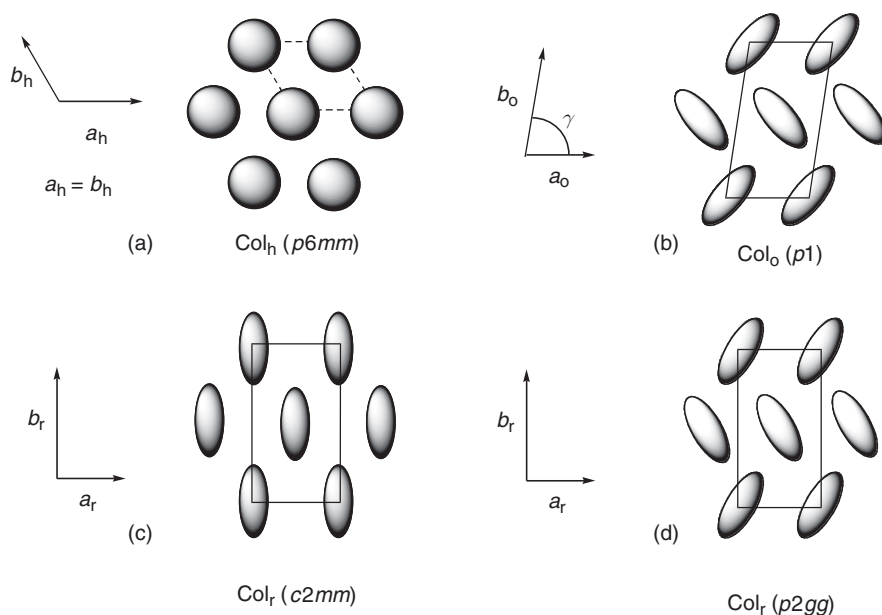 b_h
a_h
a_h = b_h
(a)
Col_h (p6mm)
b_o
γ
a_o
(b)
Col_o (p1)
b_r
a_r
(c)
Col_r (c2mm)
b_r
a_r
(d)
Col_r (p2gg)